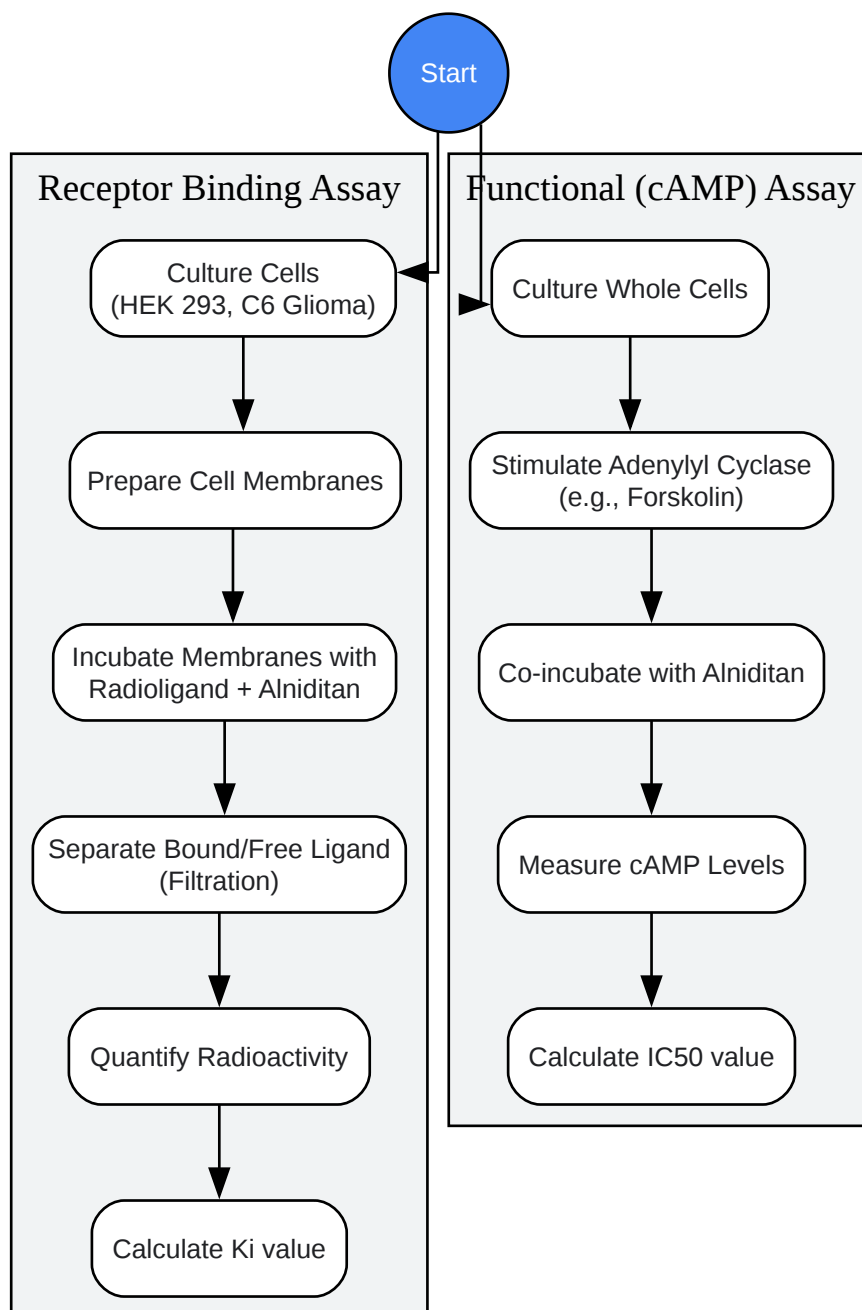 Start
Receptor Binding Assay
Culture Cells
(HEK 293, C6 Glioma)
Prepare Cell Membranes
Incubate Membranes with
Radioligand + Alniditan
Separate Bound/Free Ligand
(Filtration)
Quantify Radioactivity
Calculate Ki value
Functional (cAMP) Assay
Culture Whole Cells
Stimulate Adenylyl Cyclase
(e.g., Forskolin)
Co-incubate with Alniditan
Measure cAMP Levels
Calculate IC50 value